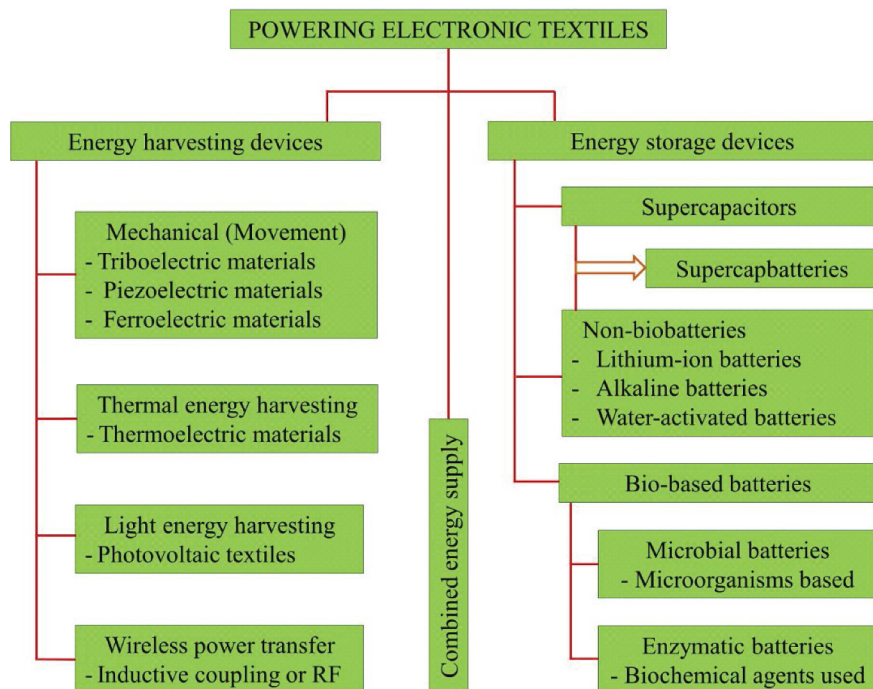 POWERING ELECTRONIC TEXTILES
Energy harvesting devices
Mechanical (Movement)
- Triboelectric materials
- Piezoelectric materials
- Ferroelectric materials
Thermal energy harvesting
- Thermoelectric materials
Light energy harvesting
- Photovoltaic textiles
Wireless power transfer
- Inductive coupling or RF
Combined energy supply
Energy storage devices
Supercapacitors
Supercapbatteries
Non-biobatteries
- Lithium-ion batteries
- Alkaline batteries
- Water-activated batteries
Bio-based batteries
Microbial batteries
- Microorganisms based
Enzymatic batteries
- Biochemical agents used